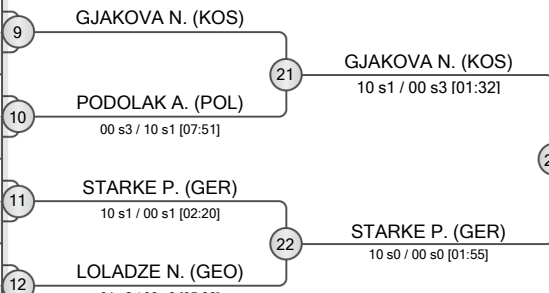 GJAKOVA N. (KOS)
9
21
GJAKOVA N. (KOS)
10 s1 / 00 s3 [01:32]
PODOLAK A. (POL)
10
00 s3 / 10 s1 [07:51]
STARKE P. (GER)
11
10 s1 / 00 s1 [02:20]
22
STARKE P. (GER)
10 s0 / 00 s0 [01:55]
LOLADZE N. (GEO)
12